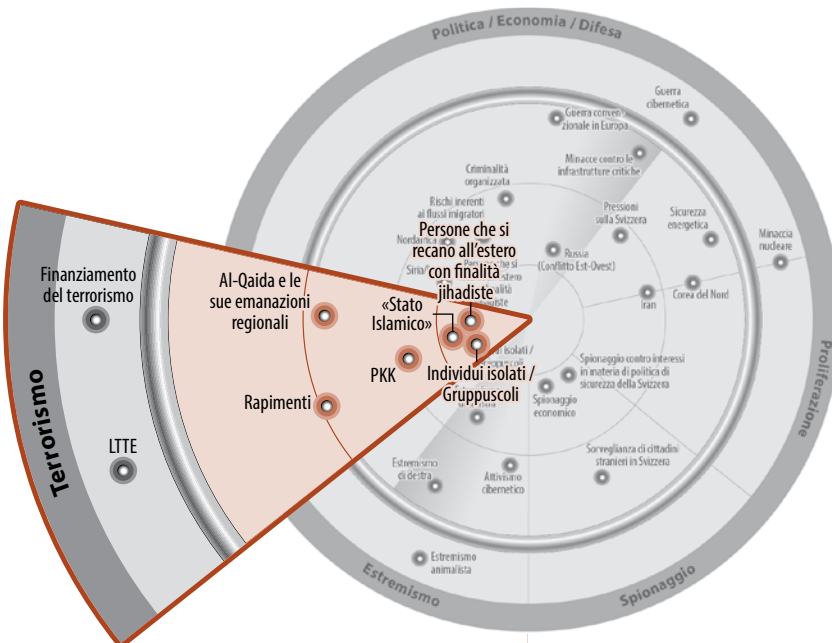 Politica / Economia / Difesa
Guerra
cibernetica
Guerra conven-
zionale in Europa
Minacce contro le
infrastrutture critiche
Criminalità
organizzata
Rischi inerenti
ai flussi migratori
Pressioni
sulla Svizzera
Sicurezza
energetica
Minaccia
nucleare
Nordafrica
Russia
(Conflitto Est-Ovest)
Persone che si
recano all'estero
con finalità
jihadiste
Iran
Corea del Nord
Finanziamento
del terrorismo
Al-Qaida e le
sue emanazioni
regionali
«Stato
Islamico»
PKK
Individui isolati /
Gruppuscoli
Rapimenti
LTTE
Terrorismo
Spionaggio contro interessi
in materia di politica di
sicurezza della Svizzera
Spionaggio
economico
Sorveglianza di cittadini
stranieri in Svizzera
Estremismo
di destra
Attivismo
cibernetico
Estremismo
animalista
Estremismo
Spionaggio
Proliferazione